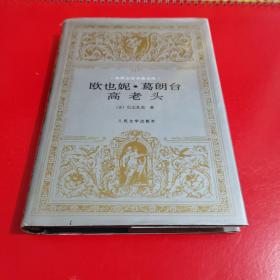 世界文学名著文库
欧也妮·葛朗台
高老头
〔法〕巴尔扎克 著
人民文学出版社